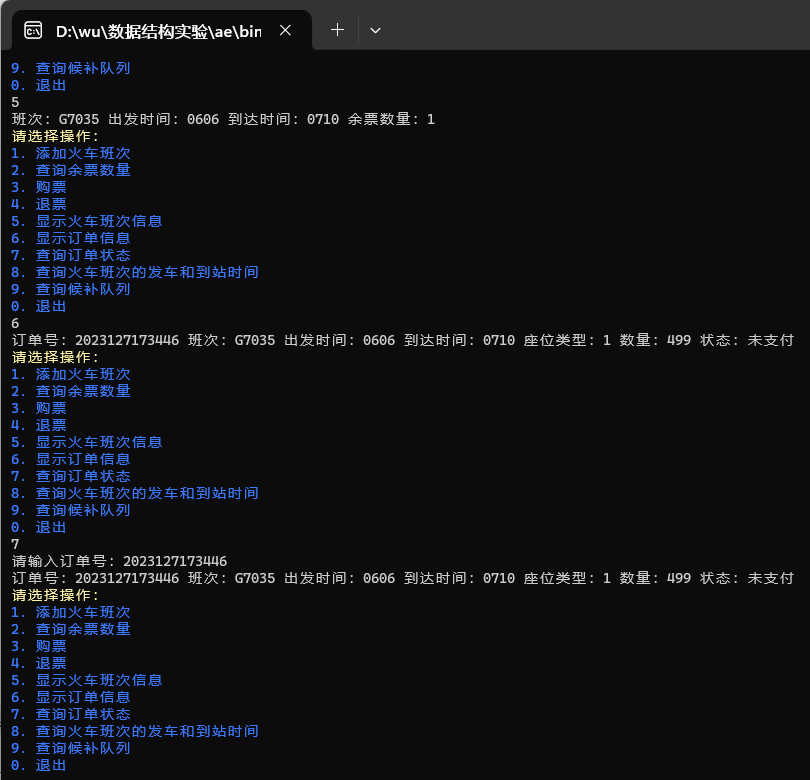 D:\wu\数据结构实验\ae\bin
9. 查询候补队列
0. 退出
5
班次：G7035 出发时间：0606 到达时间：0710 余票数量：1
请选择操作：
1. 添加火车班次
2. 查询余票数量
3. 购票
4. 退票
5. 显示火车班次信息
6. 显示订单信息
7. 查询订单状态
8. 查询火车班次的发车和到站时间
9. 查询候补队列
0. 退出
6
订单号：2023127173446 班次：G7035 出发时间：0606 到达时间：0710 座位类型：1 数量：499 状态：未支付
请选择操作：
1. 添加火车班次
2. 查询余票数量
3. 购票
4. 退票
5. 显示火车班次信息
6. 显示订单信息
7. 查询订单状态
8. 查询火车班次的发车和到站时间
9. 查询候补队列
0. 退出
7
请输入订单号：2023127173446
订单号：2023127173446 班次：G7035 出发时间：0606 到达时间：0710 座位类型：1 数量：499 状态：未支付
请选择操作：
1. 添加火车班次
2. 查询余票数量
3. 购票
4. 退票
5. 显示火车班次信息
6. 显示订单信息
7. 查询订单状态
8. 查询火车班次的发车和到站时间
9. 查询候补队列
0. 退出